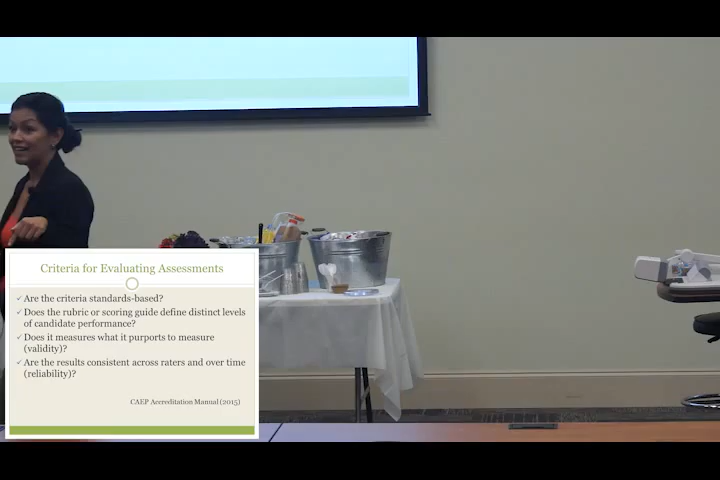 Criteria for Evaluating Assessments
✓ Are the criteria standards-based?
✓ Does the rubric or scoring guide define distinct levels
of candidate performance?
✓ Does it measures what it purports to measure
(validity)?
✓ Are the results consistent across raters and over time
(reliability)?
CAEP Accreditation Manual (2015)